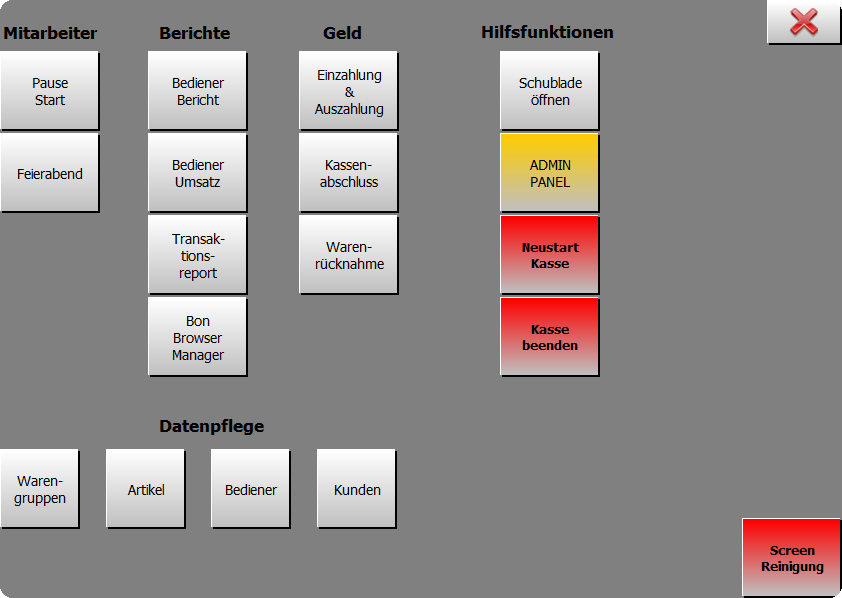 Mitarbeiter
Berichte
Geld
Hilfsfunktionen
Pause
Start
Bediener
Bericht
Einzahlung
&
Auszahlung
Schublade
öffnen
Feierabend
Bediener
Umsatz
Kassen-
abschluss
ADMIN
PANEL
Transak-
tions-
report
Waren-
rücknahme
Neustart
Kasse
Bon
Browser
Manager
Kasse
beenden
Datenpflege
Waren-
gruppen
Artikel
Bediener
Kunden
Screen
Reinigung